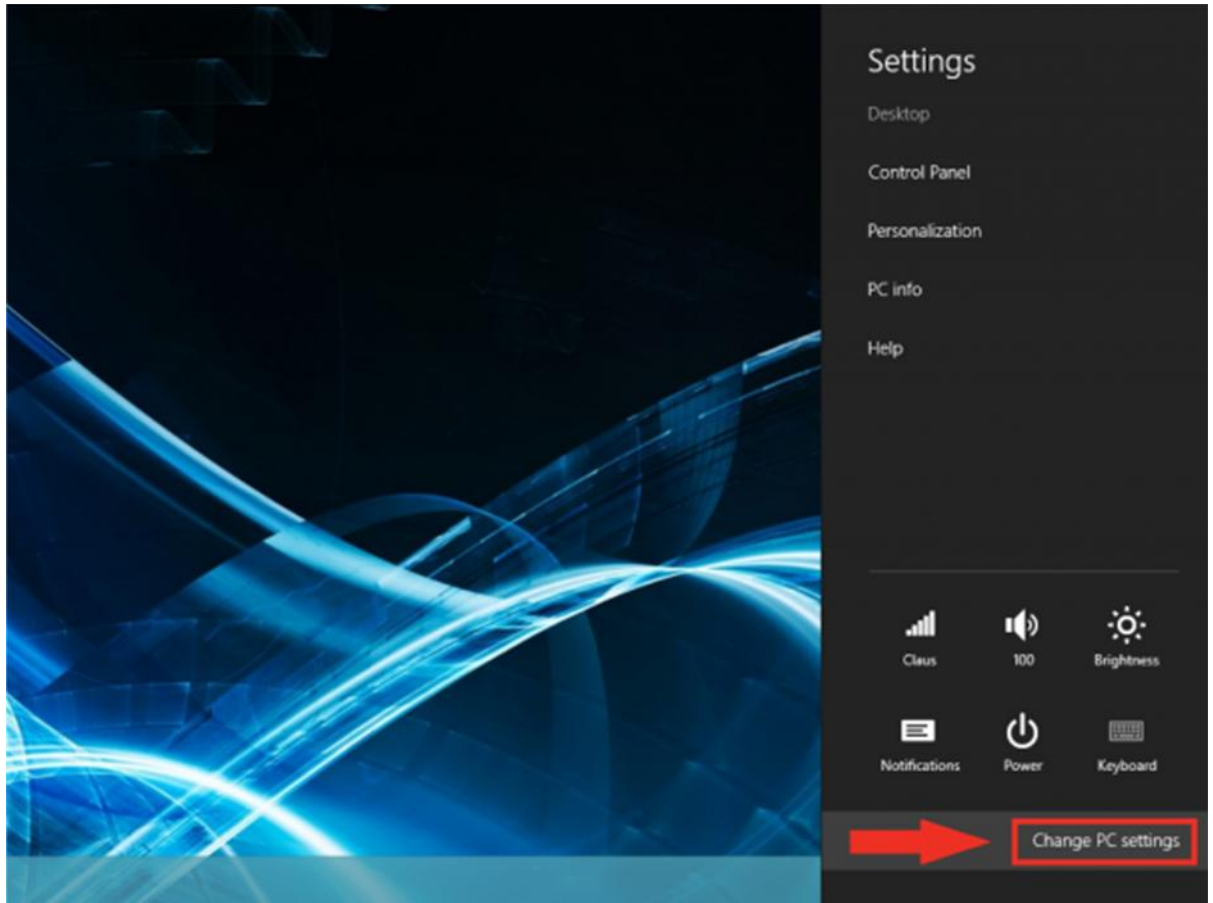 Settings
Desktop
Control Panel
Personalization
PC info
Help
Claus
100
Brightness
Notifications
Power
Keyboard
Change PC settings